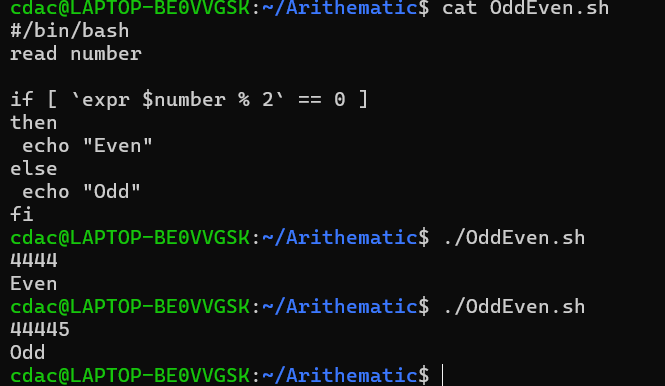 cdac@LAPTOP-BE0VVGSK:~/Arithematic$ cat OddEven.sh
#/bin/bash
read number

if [ `expr $number % 2` == 0 ]
then
 echo "Even"
else
 echo "Odd"
fi
cdac@LAPTOP-BE0VVGSK:~/Arithematic$ ./OddEven.sh
4444
Even
cdac@LAPTOP-BE0VVGSK:~/Arithematic$ ./OddEven.sh
44445
Odd
cdac@LAPTOP-BE0VVGSK:~/Arithematic$